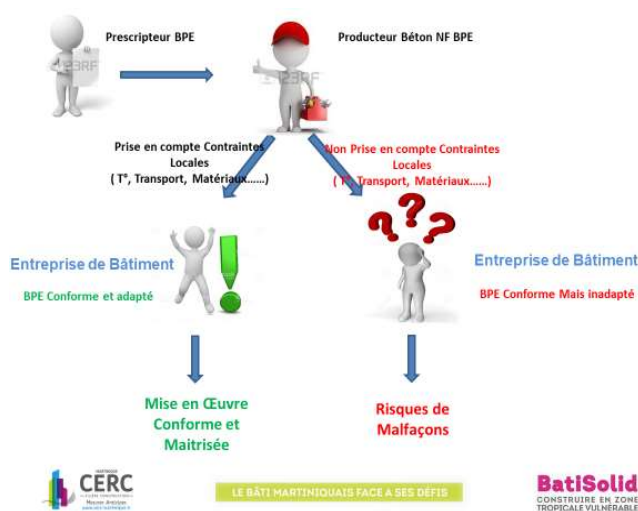 Prescripteur BPE
Producteur Béton NF BPE
123RF
123RF
Prise en compte Contraintes
Locales
( T°, Transport, Matériaux......)
Non Prise en compte Contraintes
Locales
( T°, Transport, Matériaux......)
Entreprise de Bâtiment
BPE Conforme et adapté
Entreprise de Bâtiment
BPE Conforme Mais inadapté
Mise en Œuvre
Conforme et
Maitrisée
Risques de
Malfaçons
MARTINIQUE
CERC
LE BÂTI MARTINIQUAIS FACE A SES DÉFIS
BatiSolid
CONSTRUIRE EN ZONE
TROPICALE VULNÉRABLE